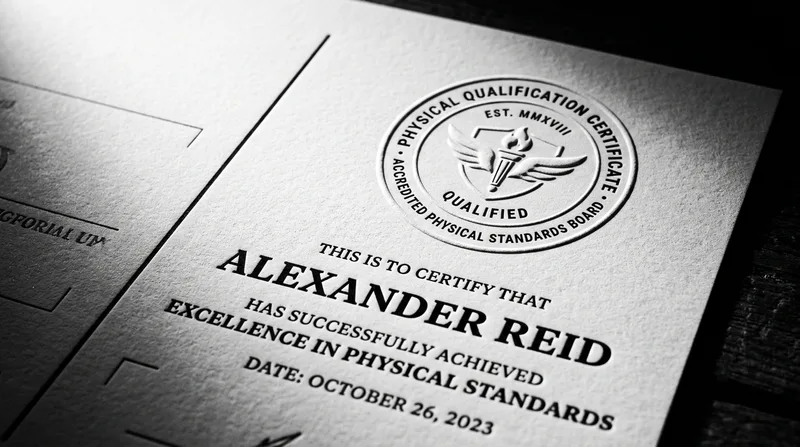 PHYSICAL QUALIFICATION CERTIFICATE
EST. MMXVIII
QUALIFIED
ACCREDITED PHYSICAL STANDARDS BOARD
THIS IS TO CERTIFY THAT
ALEXANDER REID
HAS SUCCESSFULLY ACHIEVED
EXCELLENCE IN PHYSICAL STANDARDS
DATE: OCTOBER 26, 2023